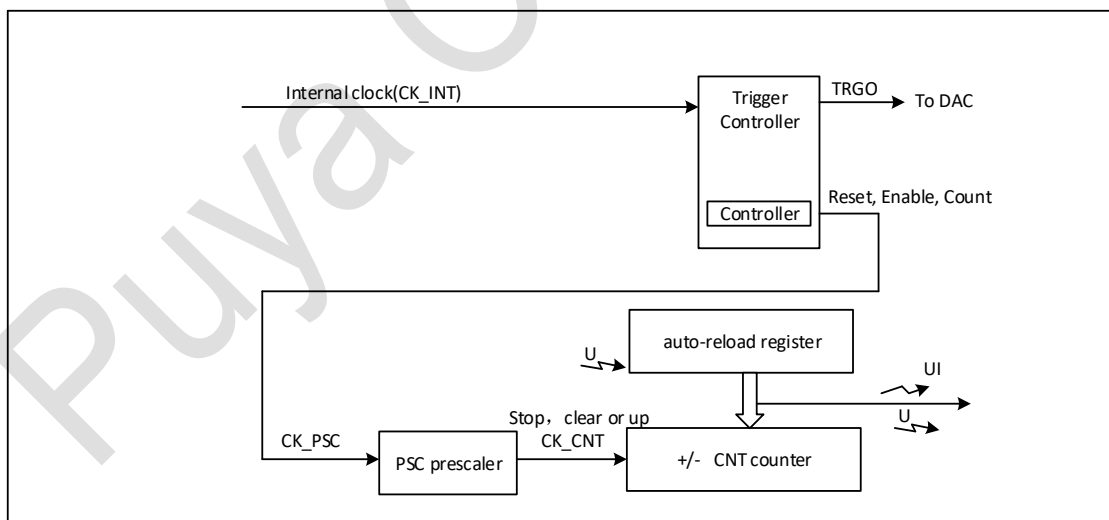 Internal clock(CK_INT)
Trigger
Controller
TRGO
To DAC
Controller
Reset, Enable, Count
auto-reload register
U
UI
U
Stop, clear or up
CK_PSC
CK_CNT
PSC prescaler
+/- CNT counter
Puya